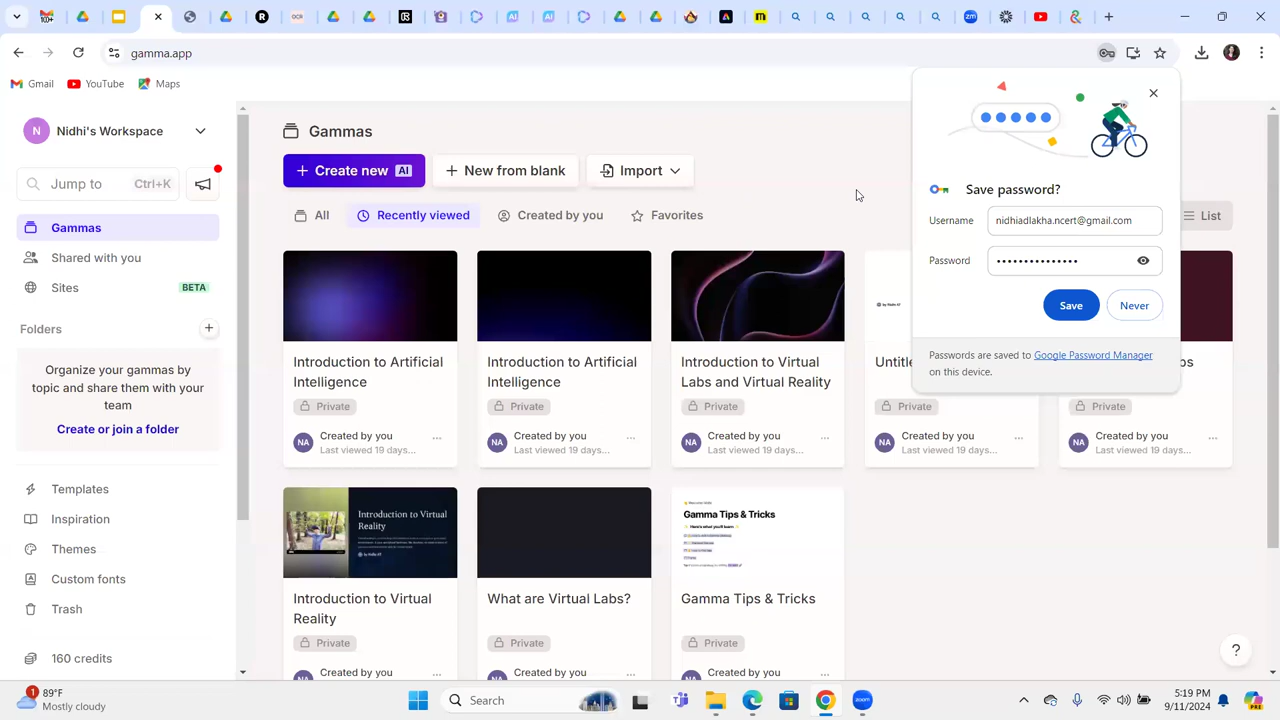 gamma.app
Gmail
YouTube
Maps
N
Nidhi's Workspace
Jump to
Ctrl+K
Gammas
Shared with you
Sites
BETA
Folders
Organize your gammas by
topic and share them with your
team
Create or join a folder
Templates
Inspiration
Themes
Custom fonts
Trash
160 credits
Gammas
Create new AI
New from blank
Import
All
Recently viewed
Created by you
Favorites
List
Introduction to Artificial
Intelligence
Private
NA
Created by you
Last viewed 19 days...
Introduction to Artificial
Intelligence
Private
NA
Created by you
Last viewed 19 days...
Introduction to Virtual
Labs and Virtual Reality
Private
NA
Created by you
Last viewed 19 days...
Private
NA
Created by you
Last viewed 19 days...
Private
NA
Created by you
Last viewed 19 days...
Introduction to Virtual
Reality
Introduction to Virtual
Reality
Private
NA
Created by you
What are Virtual Labs?
Private
NA
Created by you
Gamma Tips & Tricks
Gamma Tips & Tricks
Private
NA
Created by you
Save password?
Username
nidhiadlakha.ncert@gmail.com
Password
Save
Never
Passwords are saved to Google Password Manager
on this device.
?
1
89°F
Mostly cloudy
Search
zoom
5:19 PM
9/11/2024